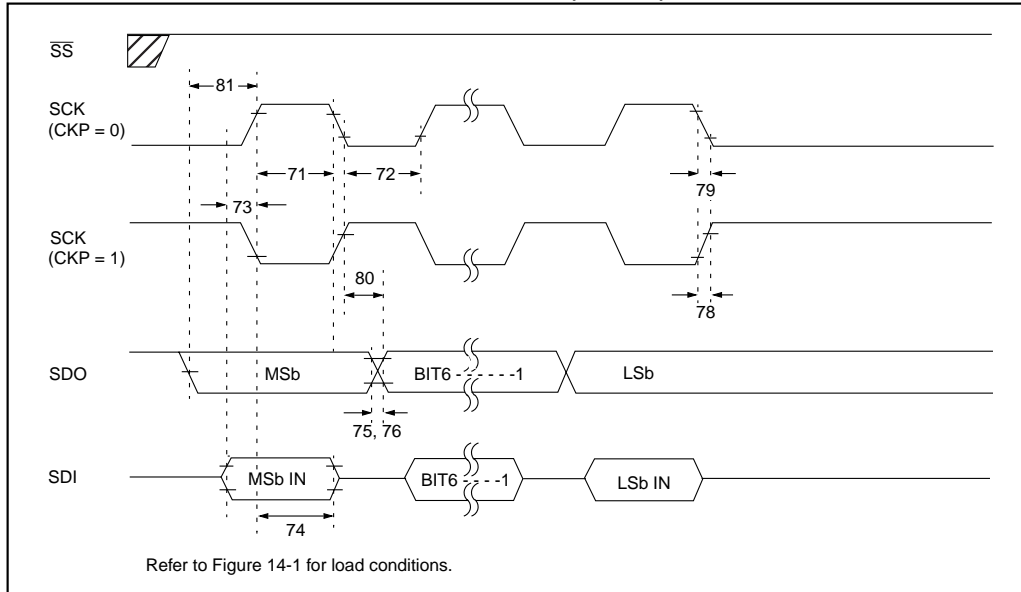 SS
81
SCK
(CKP = 0)
71
72
79
73
SCK
(CKP = 1)
80
78
SDO
MSb
BIT6 - - - - - -1
LSb
75, 76
SDI
MSb IN
BIT6 - - - -1
LSb IN
74
Refer to Figure 14-1 for load conditions.